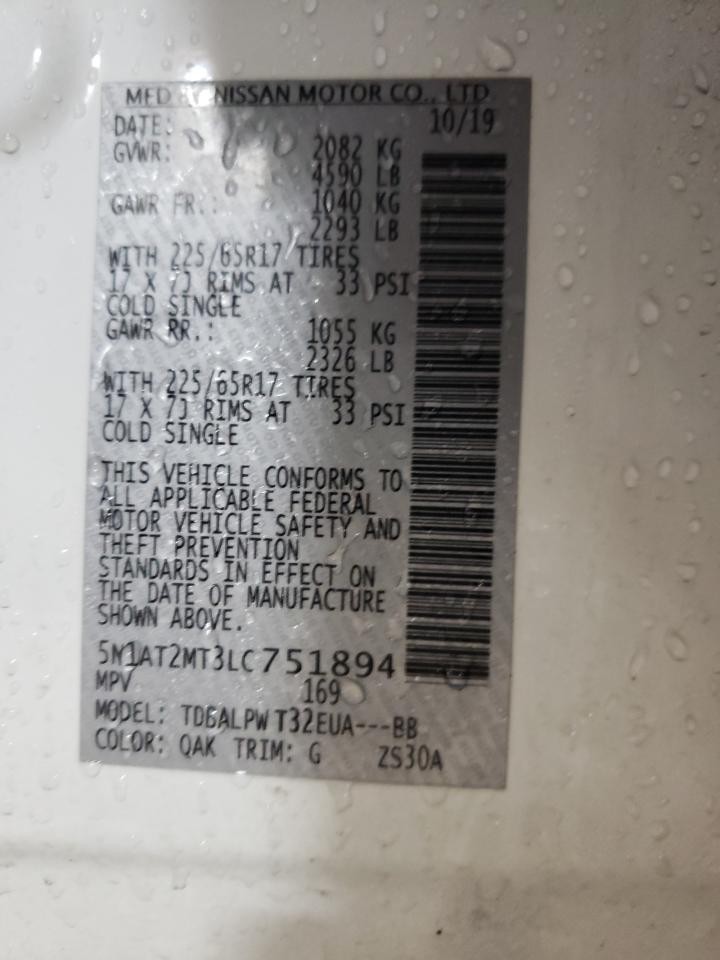 MFD BY NISSAN MOTOR CO., LTD
DATE: 10/19
GVWR: 2082 KG
4590 LB
GAWR FR.: 1040 KG
2293 LB
WITH 225/65R17 TIRES
17 X 7J RIMS AT 33 PSI
COLD SINGLE
GAWR RR.: 1055 KG
2326 LB
WITH 225/65R17 TIRES
17 X 7J RIMS AT 33 PSI
COLD SINGLE
THIS VEHICLE CONFORMS TO
ALL APPLICABLE FEDERAL
MOTOR VEHICLE SAFETY AND
THEFT PREVENTION
STANDARDS IN EFFECT ON
THE DATE OF MANUFACTURE
SHOWN ABOVE.
5N1AT2MT3LC751894
MPV 169
MODEL: TDBALPW T32EUA---BB
COLOR: QAK TRIM: G ZS30A